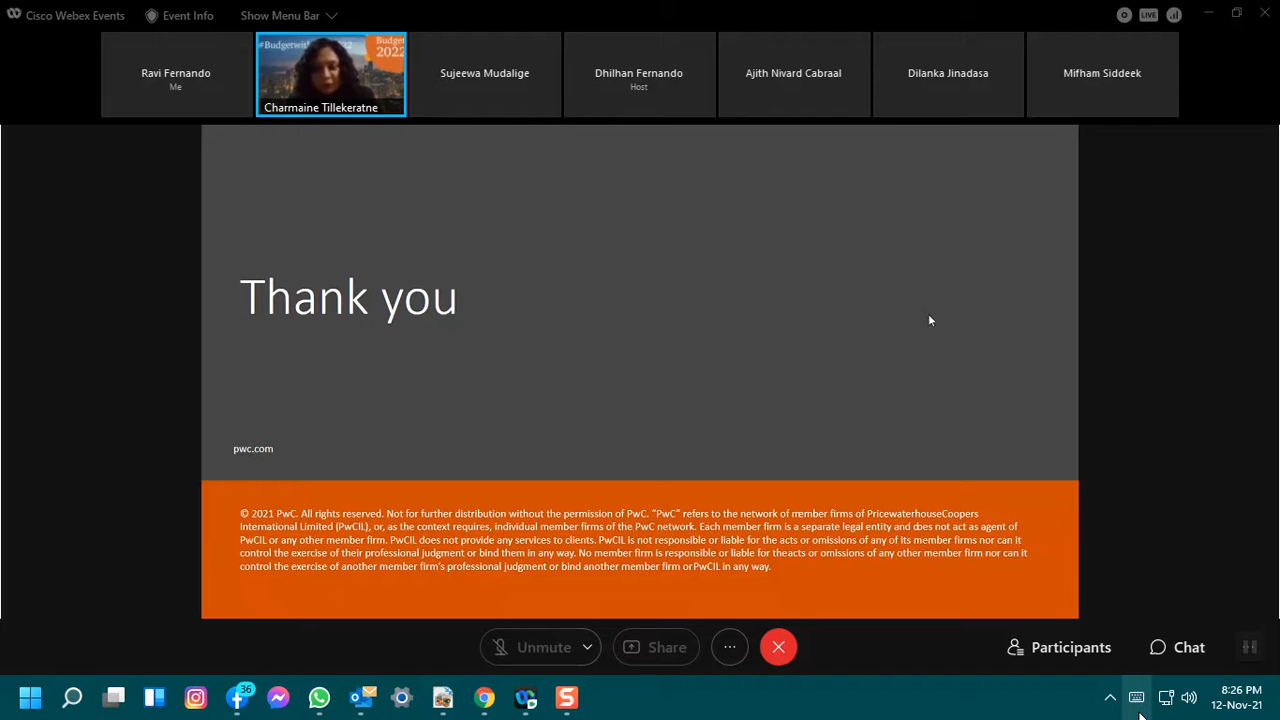 Cisco Webex Events Event Info Show Menu Bar LIVE
Ravi Fernando
Me
#Budgetwi 2022
Budge
2022
Charmaine Tillekeratne
Sujeewa Mudalige
Dhilhan Fernando
Host
Ajith Nivard Cabraal
Dilanka Jinadasa
Mifham Siddeek
Thank you
pwc.com
© 2021 PwC. All rights reserved. Not for further distribution without the permission of PwC. “PwC” refers to the network of member firms of PricewaterhouseCoopers
International Limited (PwCIL), or, as the context requires, individual member firms of the PwC network. Each member firm is a separate legal entity and does not act as agent of
PwCIL or any other member firm. PwCIL does not provide any services to clients. PwCIL is not responsible or liable for the acts or omissions of any of its member firms nor can it
control the exercise of their professional judgment or bind them in any way. No member firm is responsible or liable for the acts or omissions of any other member firm nor can it
control the exercise of another member firm’s professional judgment or bind another member firm or PwCIL in any way.
Unmute Share Participants Chat
36
S
8:26 PM
12-Nov-21